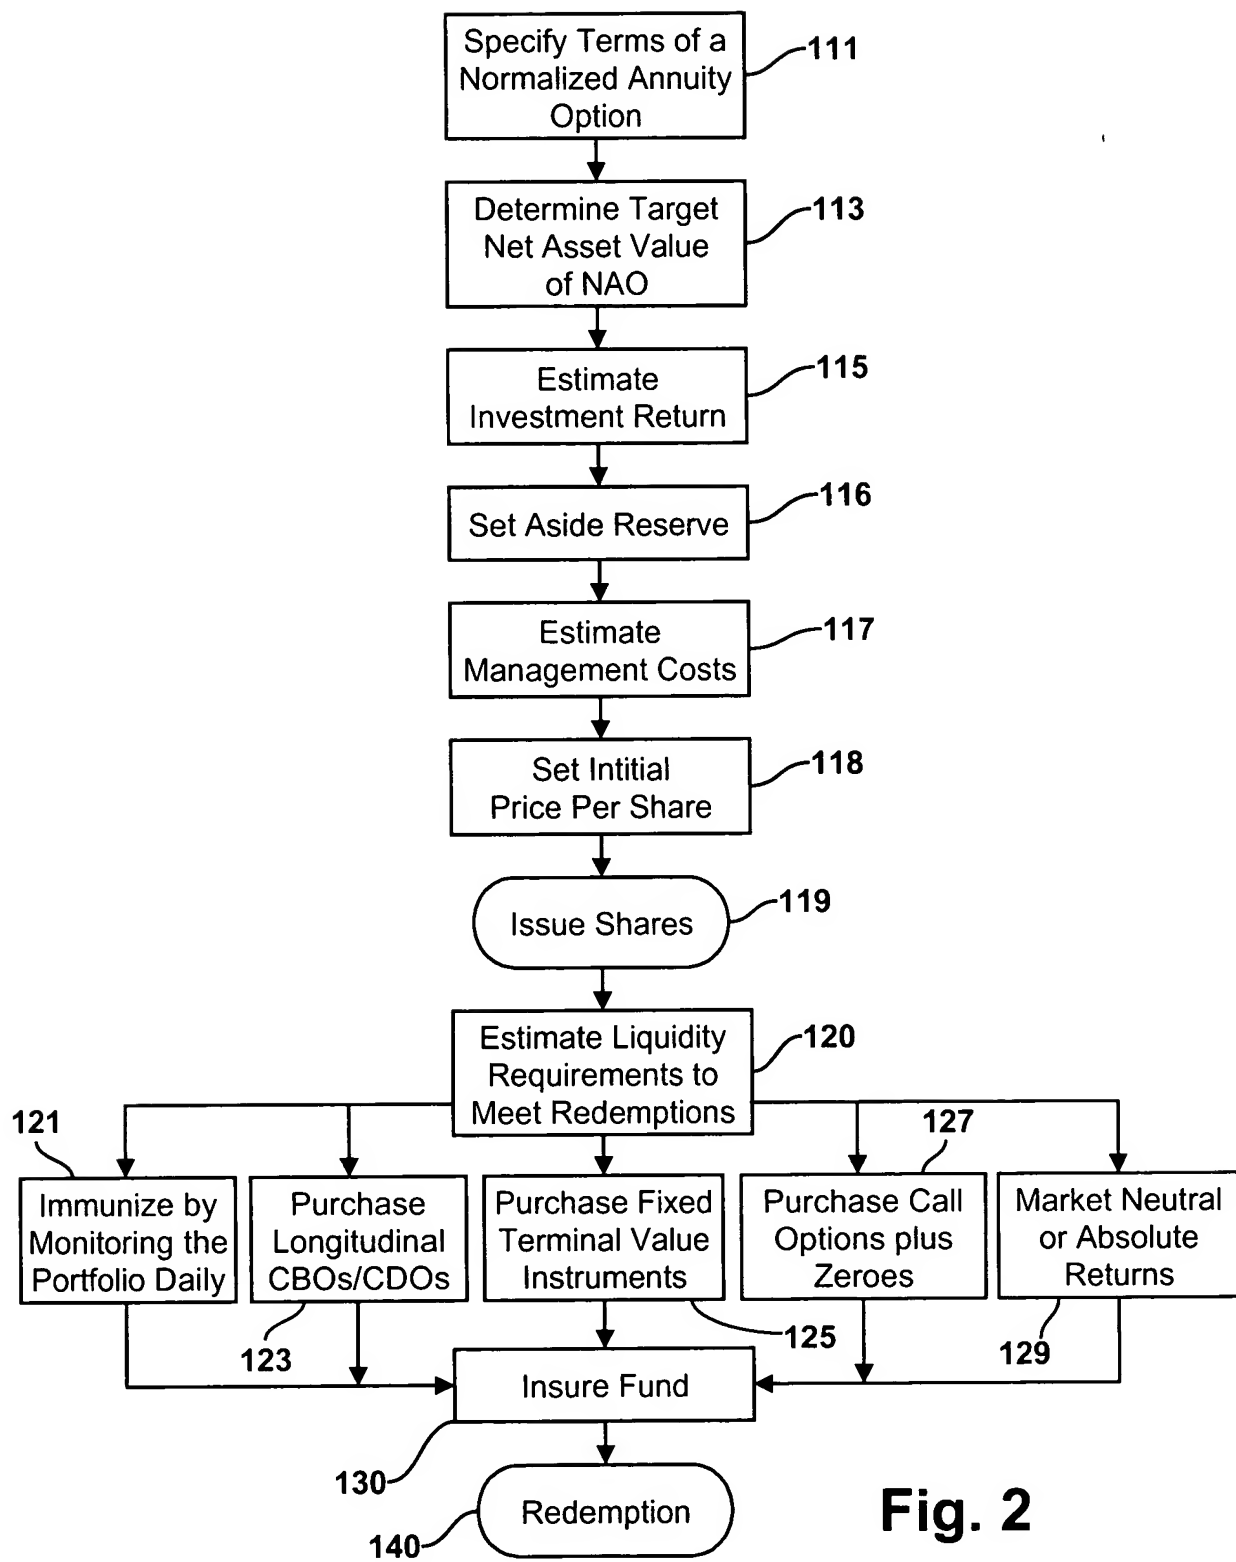 Specify Terms of a
Normalized Annuity
Option
111
Determine Target
Net Asset Value
of NAO
113
Estimate
Investment Return
115
Set Aside Reserve
116
Estimate
Management Costs
117
Set Intitial
Price Per Share
118
Issue Shares
119
Estimate Liquidity
Requirements to
Meet Redemptions
120
121
Immunize by
Monitoring the
Portfolio Daily
Purchase
Longitudinal
CBOs/CDOs
123
Purchase Fixed
Terminal Value
Instruments
125
127
Purchase Call
Options plus
Zeroes
Market Neutral
or Absolute
Returns
129
Insure Fund
130
Redemption
140
Fig. 2